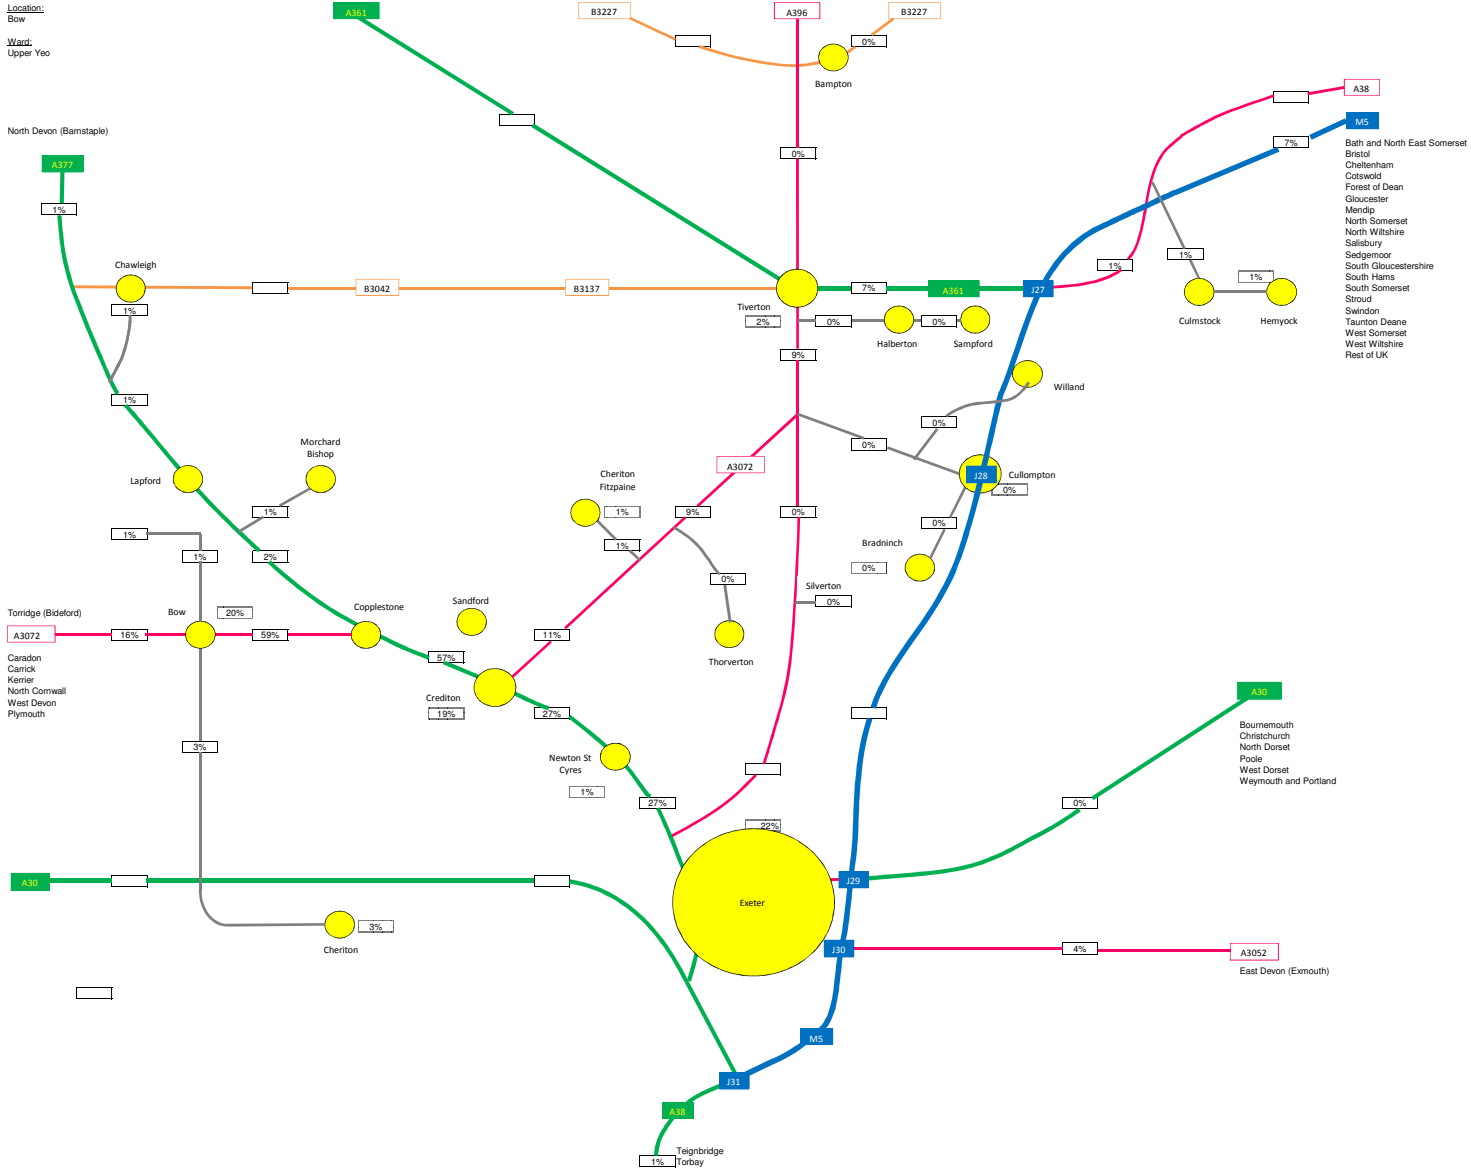 Location:
Bow
Ward:
Upper Yeo
A361
B3227
A396
B3227
0%
Bampton
A38
M5
7%
Bath and North East Somerset
Bristol
Cheltenham
Cotswold
Forest of Dean
Gloucester
Mendip
North Somerset
North Wiltshire
Salisbury
Sedgemoor
South Gloucestershire
South Hams
South Somerset
Stroud
Swindon
Taunton Deane
West Somerset
West Wiltshire
Rest of UK
North Devon (Barnstaple)
A377
1%
0%
Chawleigh
1%
B3042
B3137
Tiverton
2%
7%
A361
J27
1%
1%
1%
Culmstock
Hemyock
0%
0%
Halberton
Sampford
9%
Willand
1%
0%
0%
Lapford
Morchard
Bishop
1%
A3072
J28
Cullompton
0%
Cheriton
Fitzpaine
1%
9%
0%
1%
0%
Bradninch
0%
1%
1%
2%
0%
Silverton
0%
Thorverton
Torridge (Bideford)
A3072
16%
Bow
20%
59%
Copplestone
Sandford
11%
57%
Caradon
Carrick
Kerrier
North Cornwall
West Devon
Plymouth
Crediton
19%
27%
3%
Newton St
Cyres
1%
27%
22%
A30
Bournemouth
Christchurch
North Dorset
Poole
West Dorset
Weymouth and Portland
0%
A30
Exeter
J29
Cheriton
3%
J30
4%
A3052
East Devon (Exmouth)
M5
J31
A38
1%
Teignbridge
Torbay